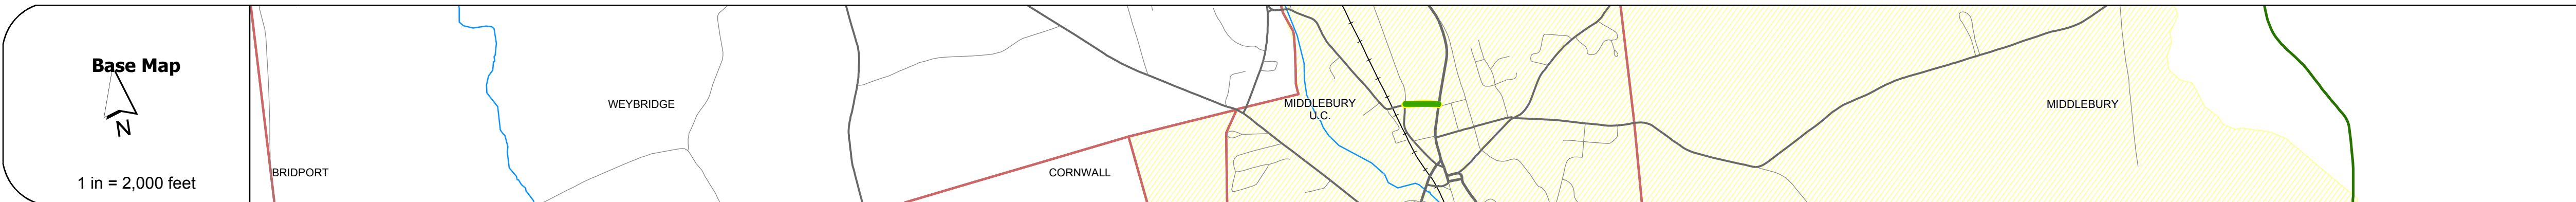 Base Map
N
1 in = 2,000 feet
BRIDPORT
WEYBRIDGE
CORNWALL
MIDDLEBURY
U.C.
MIDDLEBURY